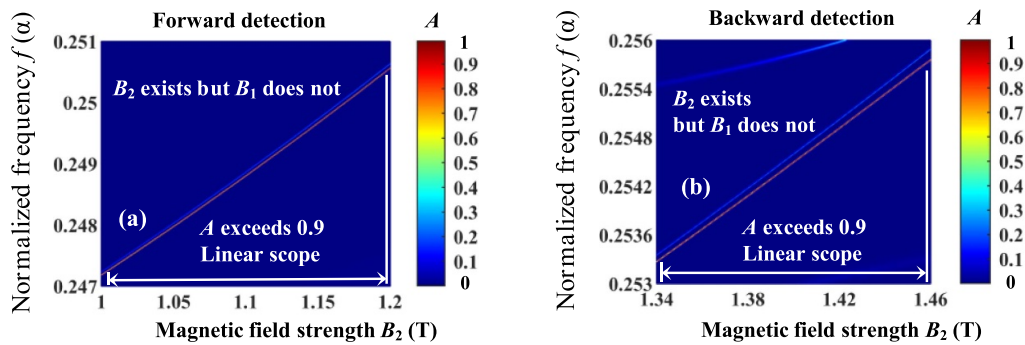 Forward detection
A
Normalized frequency f (α)
0.251
0.25
0.249
0.248
0.247
B2 exists but B1 does not
(a)
A exceeds 0.9
Linear scope
1
1.05
1.1
1.15
1.2
Magnetic field strength B2 (T)
1
0.9
0.8
0.7
0.6
0.5
0.4
0.3
0.2
0.1
0
Backward detection
A
Normalized frequency f (α)
0.256
0.2554
0.2548
0.2542
0.2536
0.253
B2 exists
but B1 does not
(b)
A exceeds 0.9
Linear scope
1.34
1.38
1.42
1.46
Magnetic field strength B2 (T)
1
0.9
0.8
0.7
0.6
0.5
0.4
0.3
0.2
0.1
0